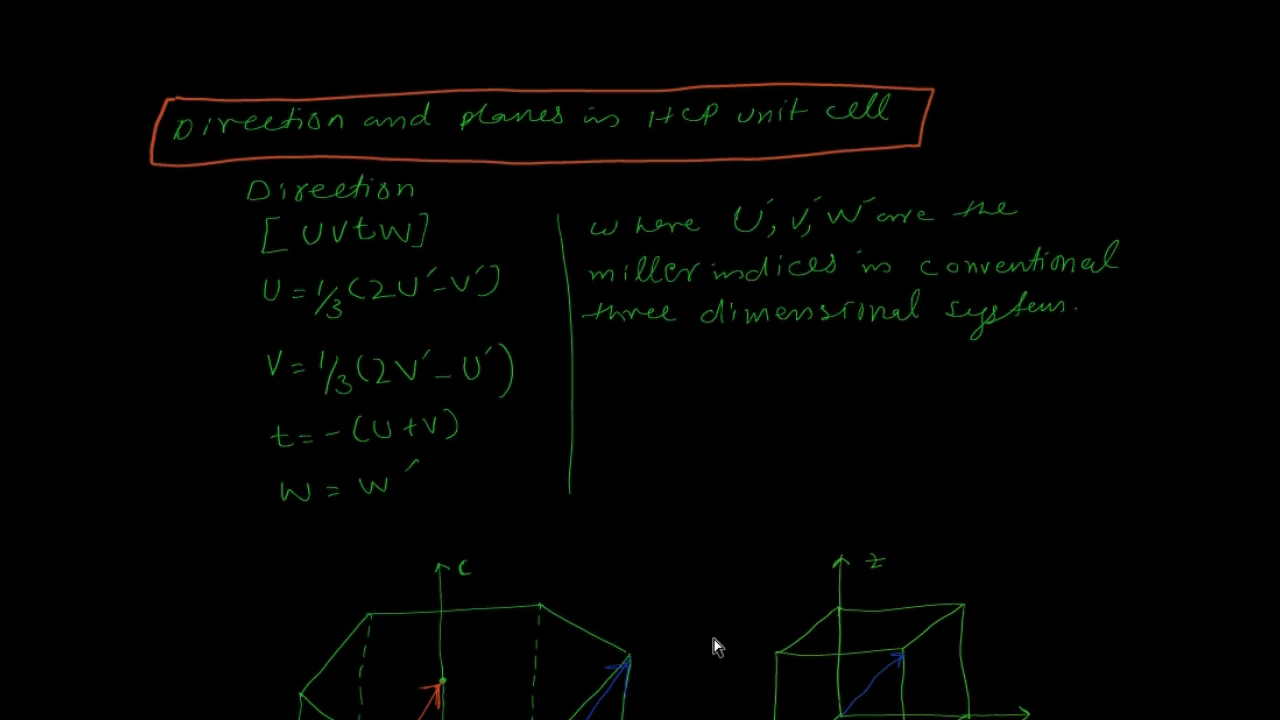 Direction and planes in HCP unit cell
Direction
[UVtW]
U = 1/3 (2U' - V')
V = 1/3 (2V' - U')
t = - (U + V)
W = W'
where U', V', W' are the
miller indices in conventional
three dimensional system.
C
Z